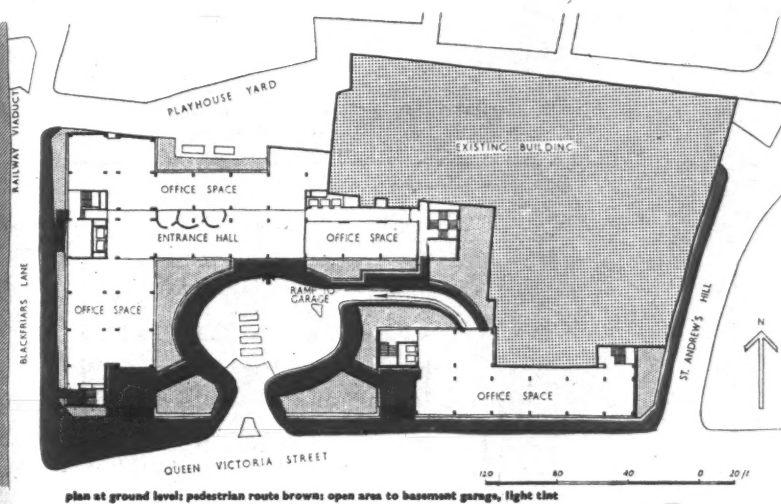 PLAYHOUSE YARD
RAILWAY VIADUCT
EXISTING BUILDING
OFFICE SPACE
ENTRANCE HALL
OFFICE SPACE
BLACKFRIARS LANE
RAMP TO
GARAGE
OFFICE SPACE
ST. ANDREW'S HILL
N
OFFICE SPACE
QUEEN VICTORIA STREET
120 80 40 0 20 ft
plan at ground level: pedestrian route brown: open area to basement garage, light tint